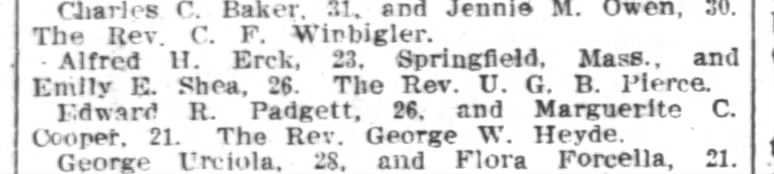 Charles C. Baker, 31, and Jennie M. Owen, 30.
The Rev. C. F. Winbigler.
Alfred H. Erck, 23, Springfield, Mass., and
Emily E. Shea, 26. The Rev. U. G. B. Pierce.
Edward R. Padgett, 26, and Marguerite C.
Cooper, 21. The Rev. George W. Heyde.
George Urciola, 28, and Flora Forcella, 21.